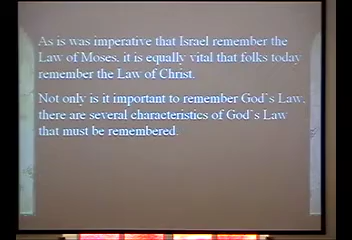 As is was imperative that Israel remember the
Law of Moses, it is equally vital that folks today
remember the Law of Christ.
Not only is it important to remember God's Law,
there are several characteristics of God's Law
that must be remembered.